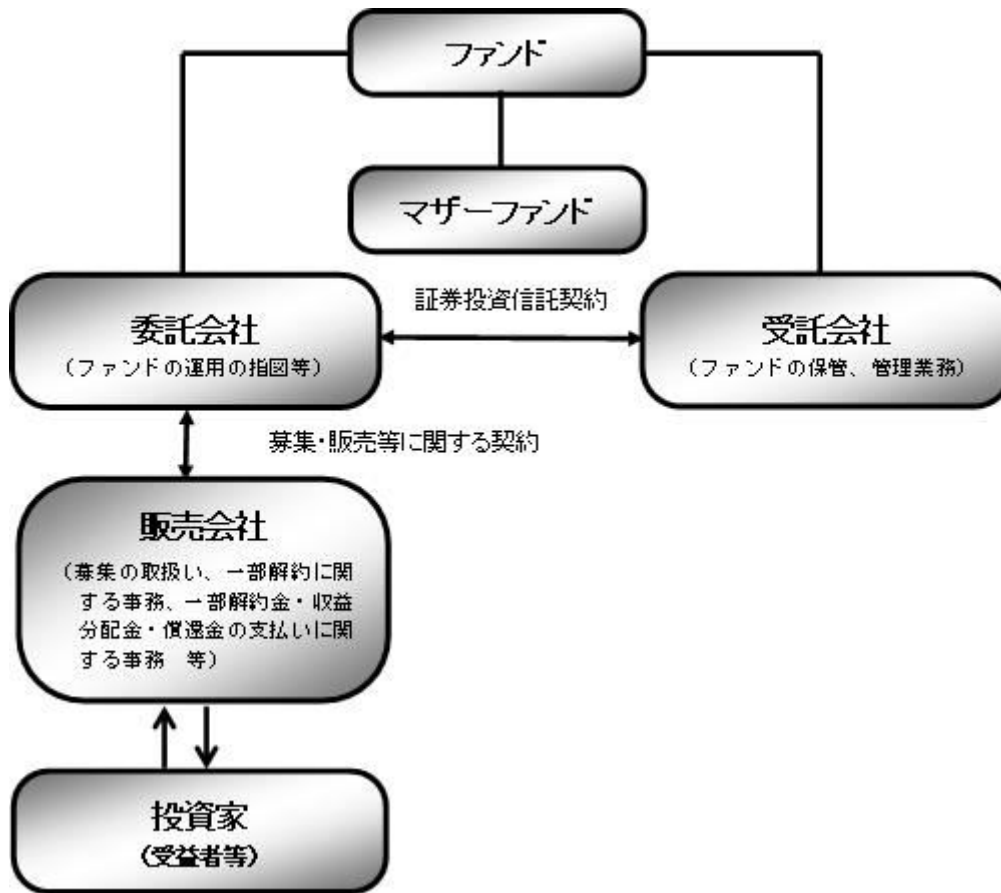 ファンド
マザーファンド
証券投資信託契約
委託会社
（ファンドの運用の指図等）
受託会社
（ファンドの保管、管理業務）
募集・販売等に関する契約
販売会社
（募集の取扱い、一部解約に関
する事務、一部解約金・収益
分配金・償還金の支払いに関
する事務　等）
投資家
（受益者等）